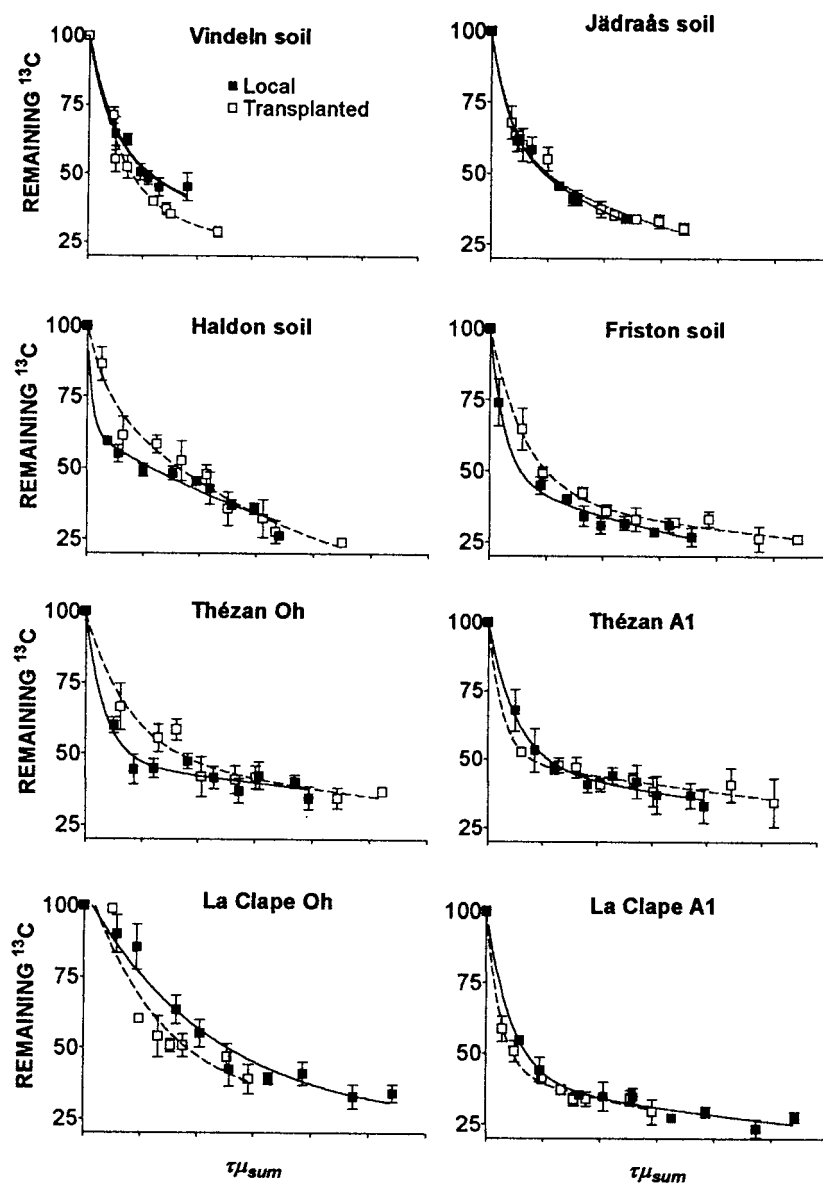 Vindeln soil
Jädraås soil
REMAINING ¹³C
100
75
50
25
■ Local
□ Transplanted
100
75
50
25
Haldon soil
Friston soil
REMAINING ¹³C
100
75
50
25
100
75
50
25
Thézan Oh
Thézan A1
REMAINING ¹³C
100
75
50
25
100
75
50
25
La Clape Oh
La Clape A1
REMAINING ¹³C
100
75
50
25
100
75
50
25
τμsum
τμsum